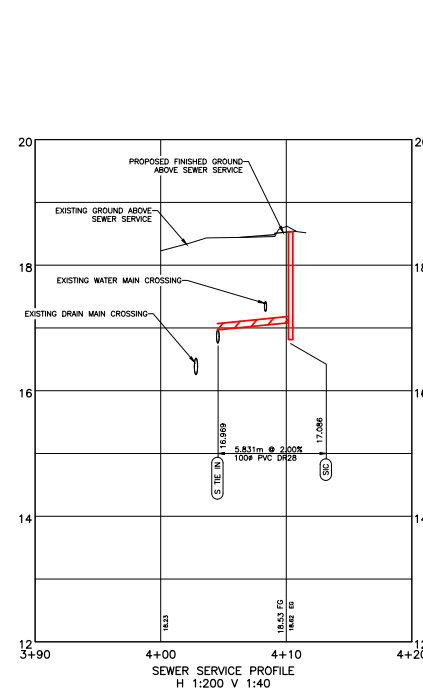 20
20
PROPOSED FINISHED GROUND
ABOVE SEWER SERVICE
EXISTING GROUND ABOVE
SEWER SERVICE
18
18
EXISTING WATER MAIN CROSSING
EXISTING DRAIN MAIN CROSSING
16
16
16.969
17.086
5.831m @ 2.00%
100ø PVC DR28
S TIE IN
SIC
14
14
18.23
18.53 FG
18.62 EG
12
12
3+90
4+00
4+10
4+20
SEWER SERVICE PROFILE
H 1:200 V 1:40